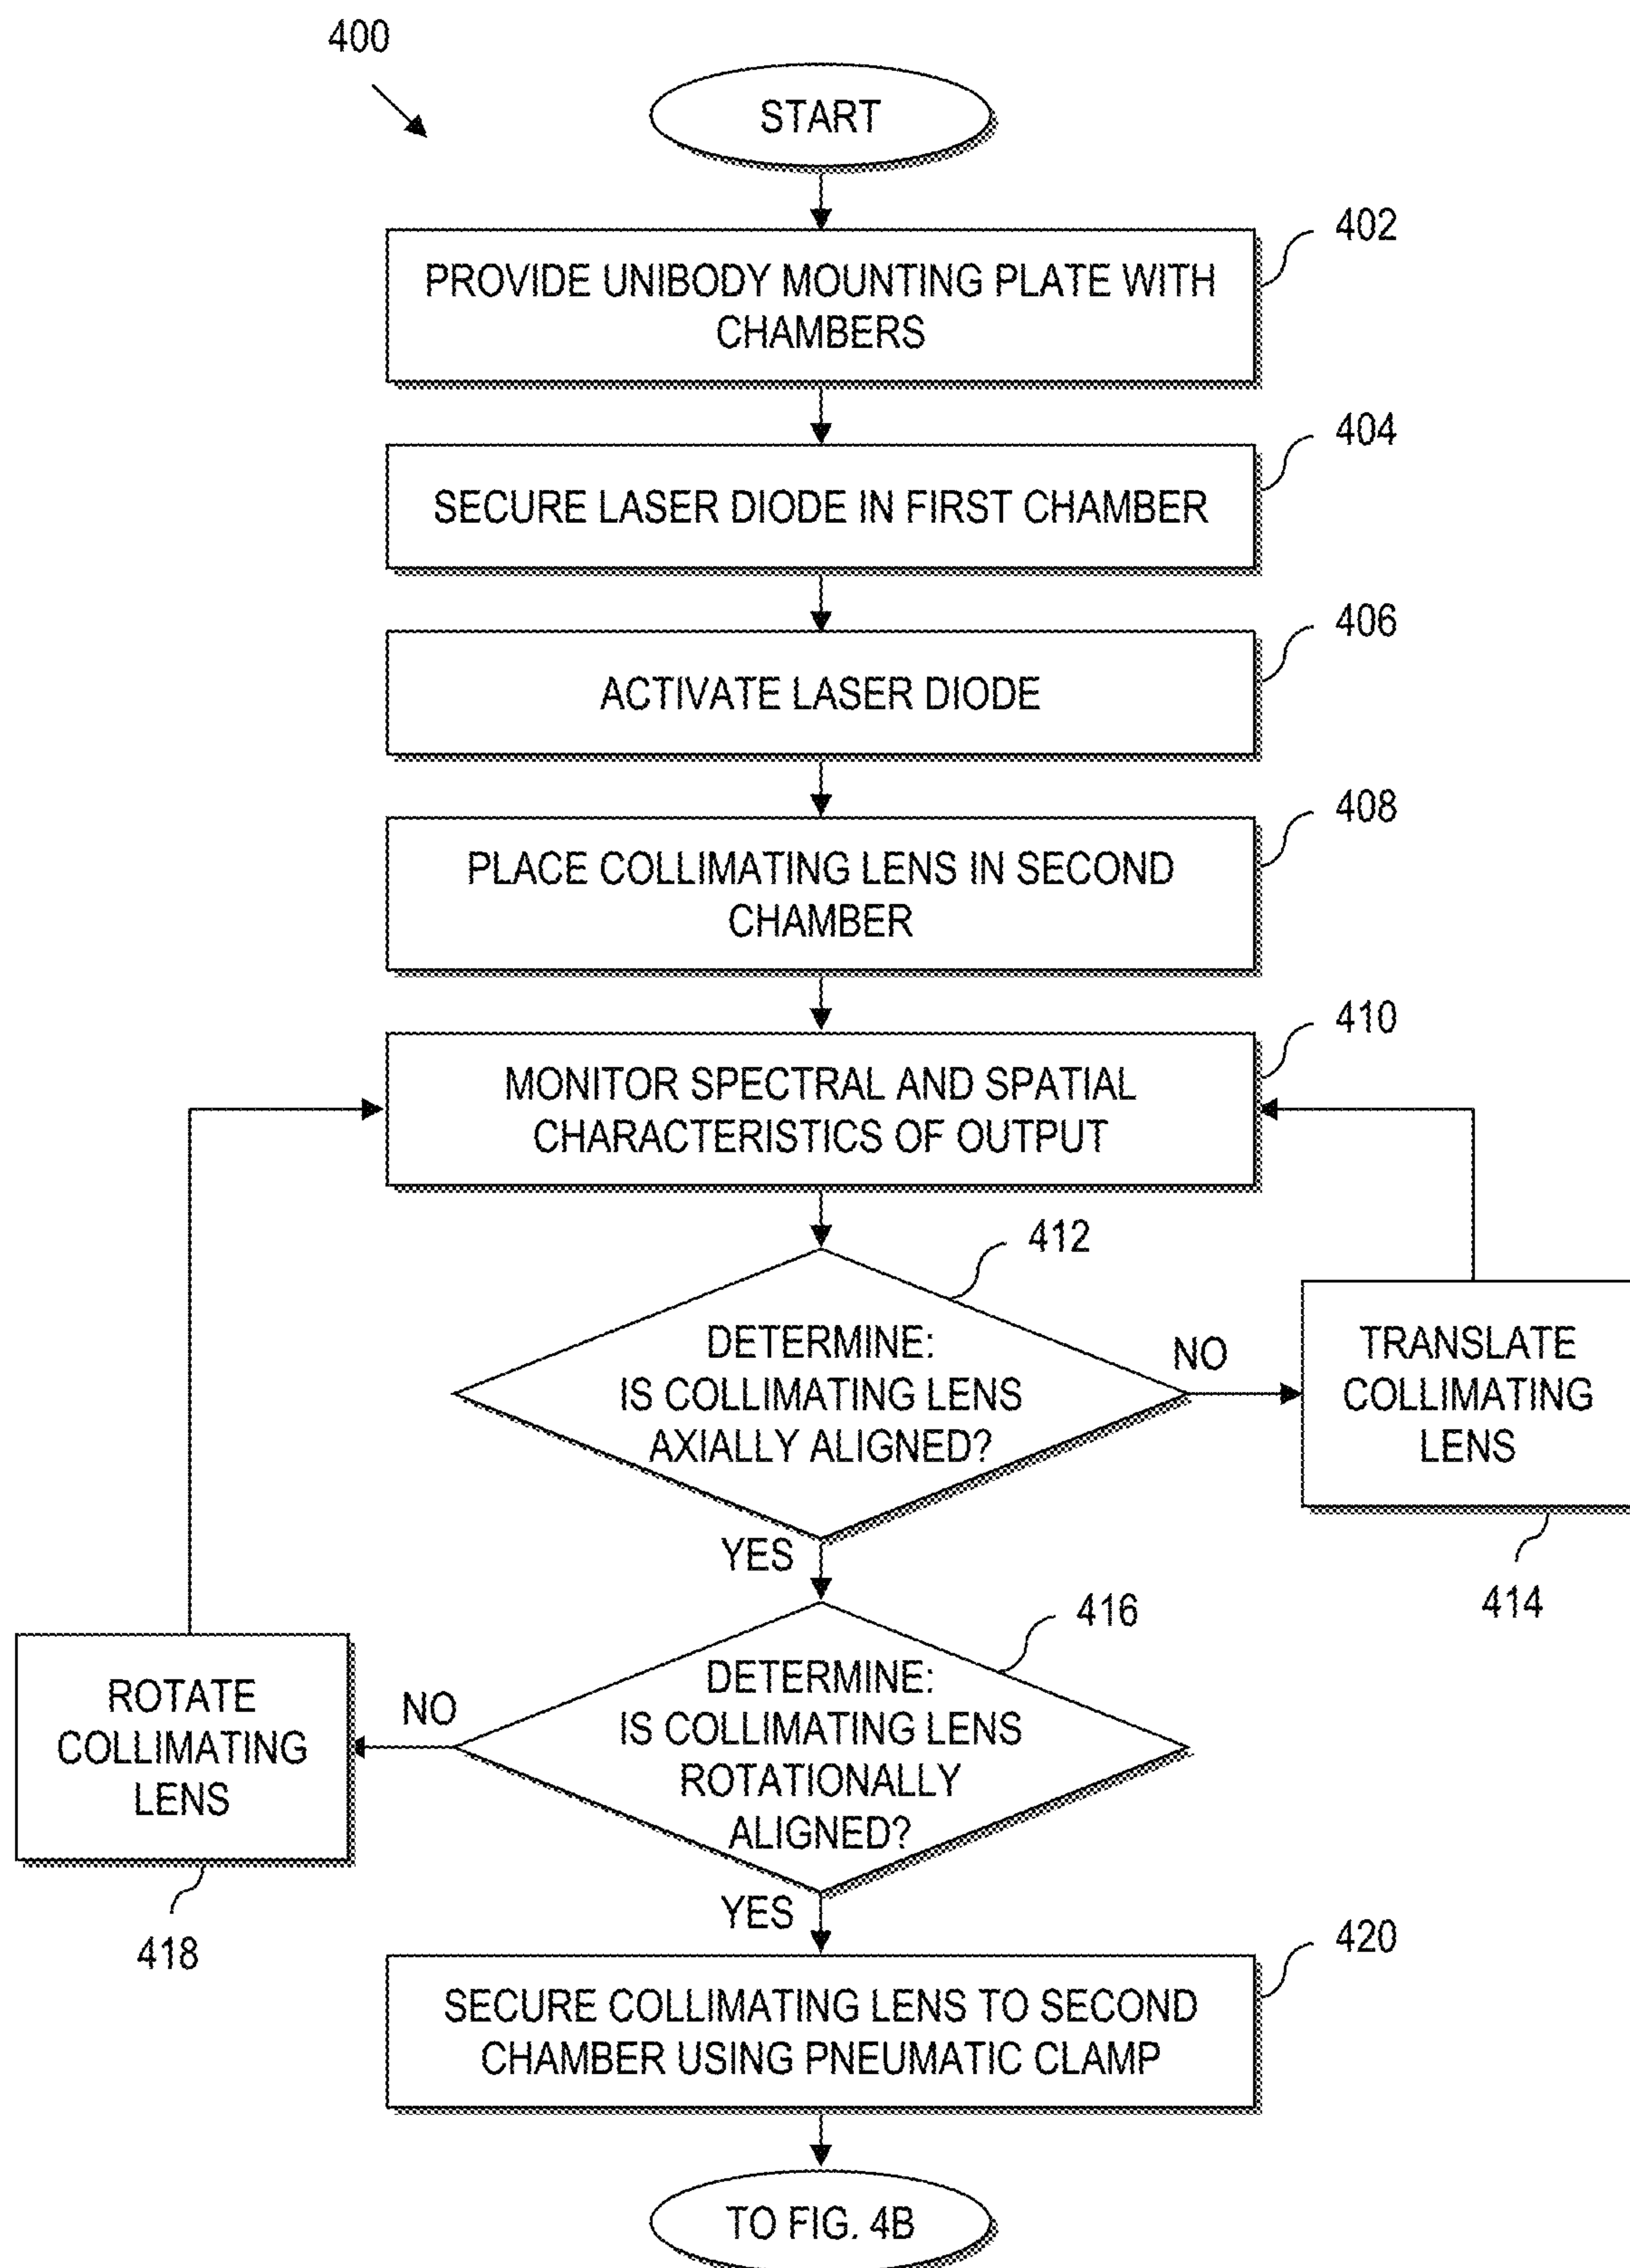 400
START
402
PROVIDE UNIBODY MOUNTING PLATE WITH
CHAMBERS
404
SECURE LASER DIODE IN FIRST CHAMBER
406
ACTIVATE LASER DIODE
408
PLACE COLLIMATING LENS IN SECOND
CHAMBER
410
MONITOR SPECTRAL AND SPATIAL
CHARACTERISTICS OF OUTPUT
412
DETERMINE:
IS COLLIMATING LENS
AXIALLY ALIGNED?
NO
TRANSLATE
COLLIMATING
LENS
414
YES
416
DETERMINE:
IS COLLIMATING LENS
ROTATIONALLY
ALIGNED?
NO
ROTATE
COLLIMATING
LENS
418
YES
420
SECURE COLLIMATING LENS TO SECOND
CHAMBER USING PNEUMATIC CLAMP
TO FIG. 4B